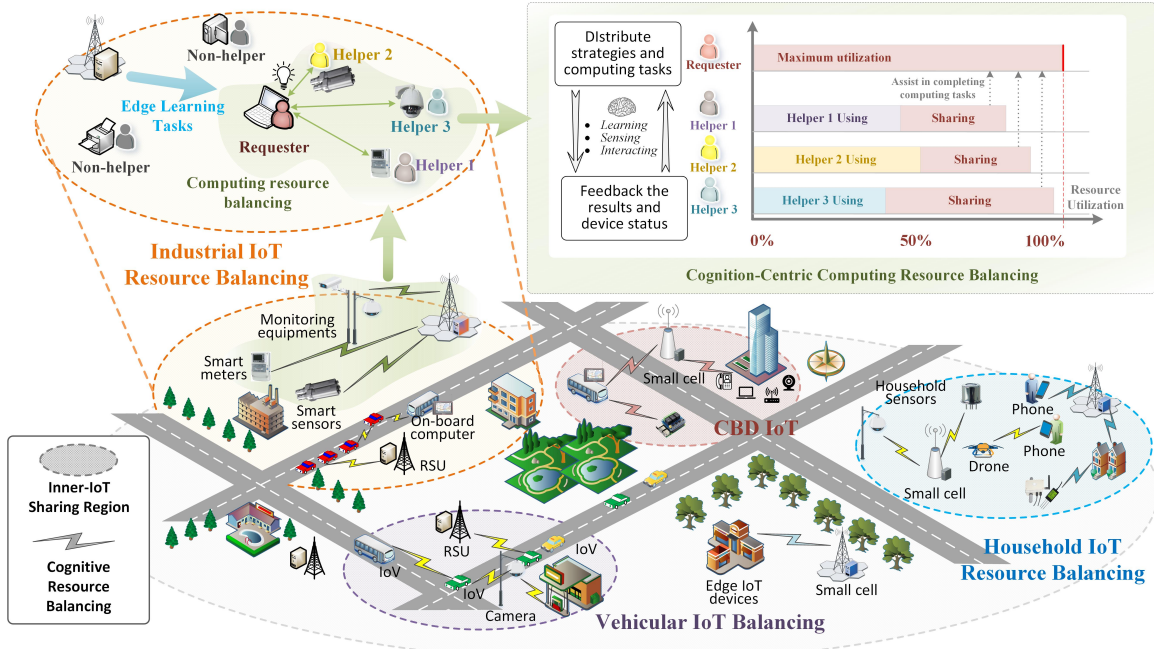 Non-helper
Helper 2
Edge Learning
Tasks
Helper 3
Requester
Non-helper
Helper 1
Computing resource
balancing
Industrial IoT
Resource Balancing
DIstribute
strategies and
computing tasks
Learning
Sensing
Interacting
Feedback the
results and
device status
Requester
Helper 1
Helper 2
Helper 3
Maximum utilization
Assist in completing
computing tasks
Helper 1 Using
Sharing
Helper 2 Using
Sharing
Helper 3 Using
Sharing
Resource
Utilization
0%
50%
100%
Cognition-Centric Computing Resource Balancing
Monitoring
equipments
Smart
meters
Smart
sensors
On-board
computer
RSU
Small cell
CBD IoT
Household
Sensors
Phone
Phone
Drone
Small cell
Household IoT
Resource Balancing
Inner-IoT
Sharing Region
Cognitive
Resource
Balancing
RSU
IoV
IoV
IoV
Camera
Vehicular IoT Balancing
Edge IoT
devices
Small cell